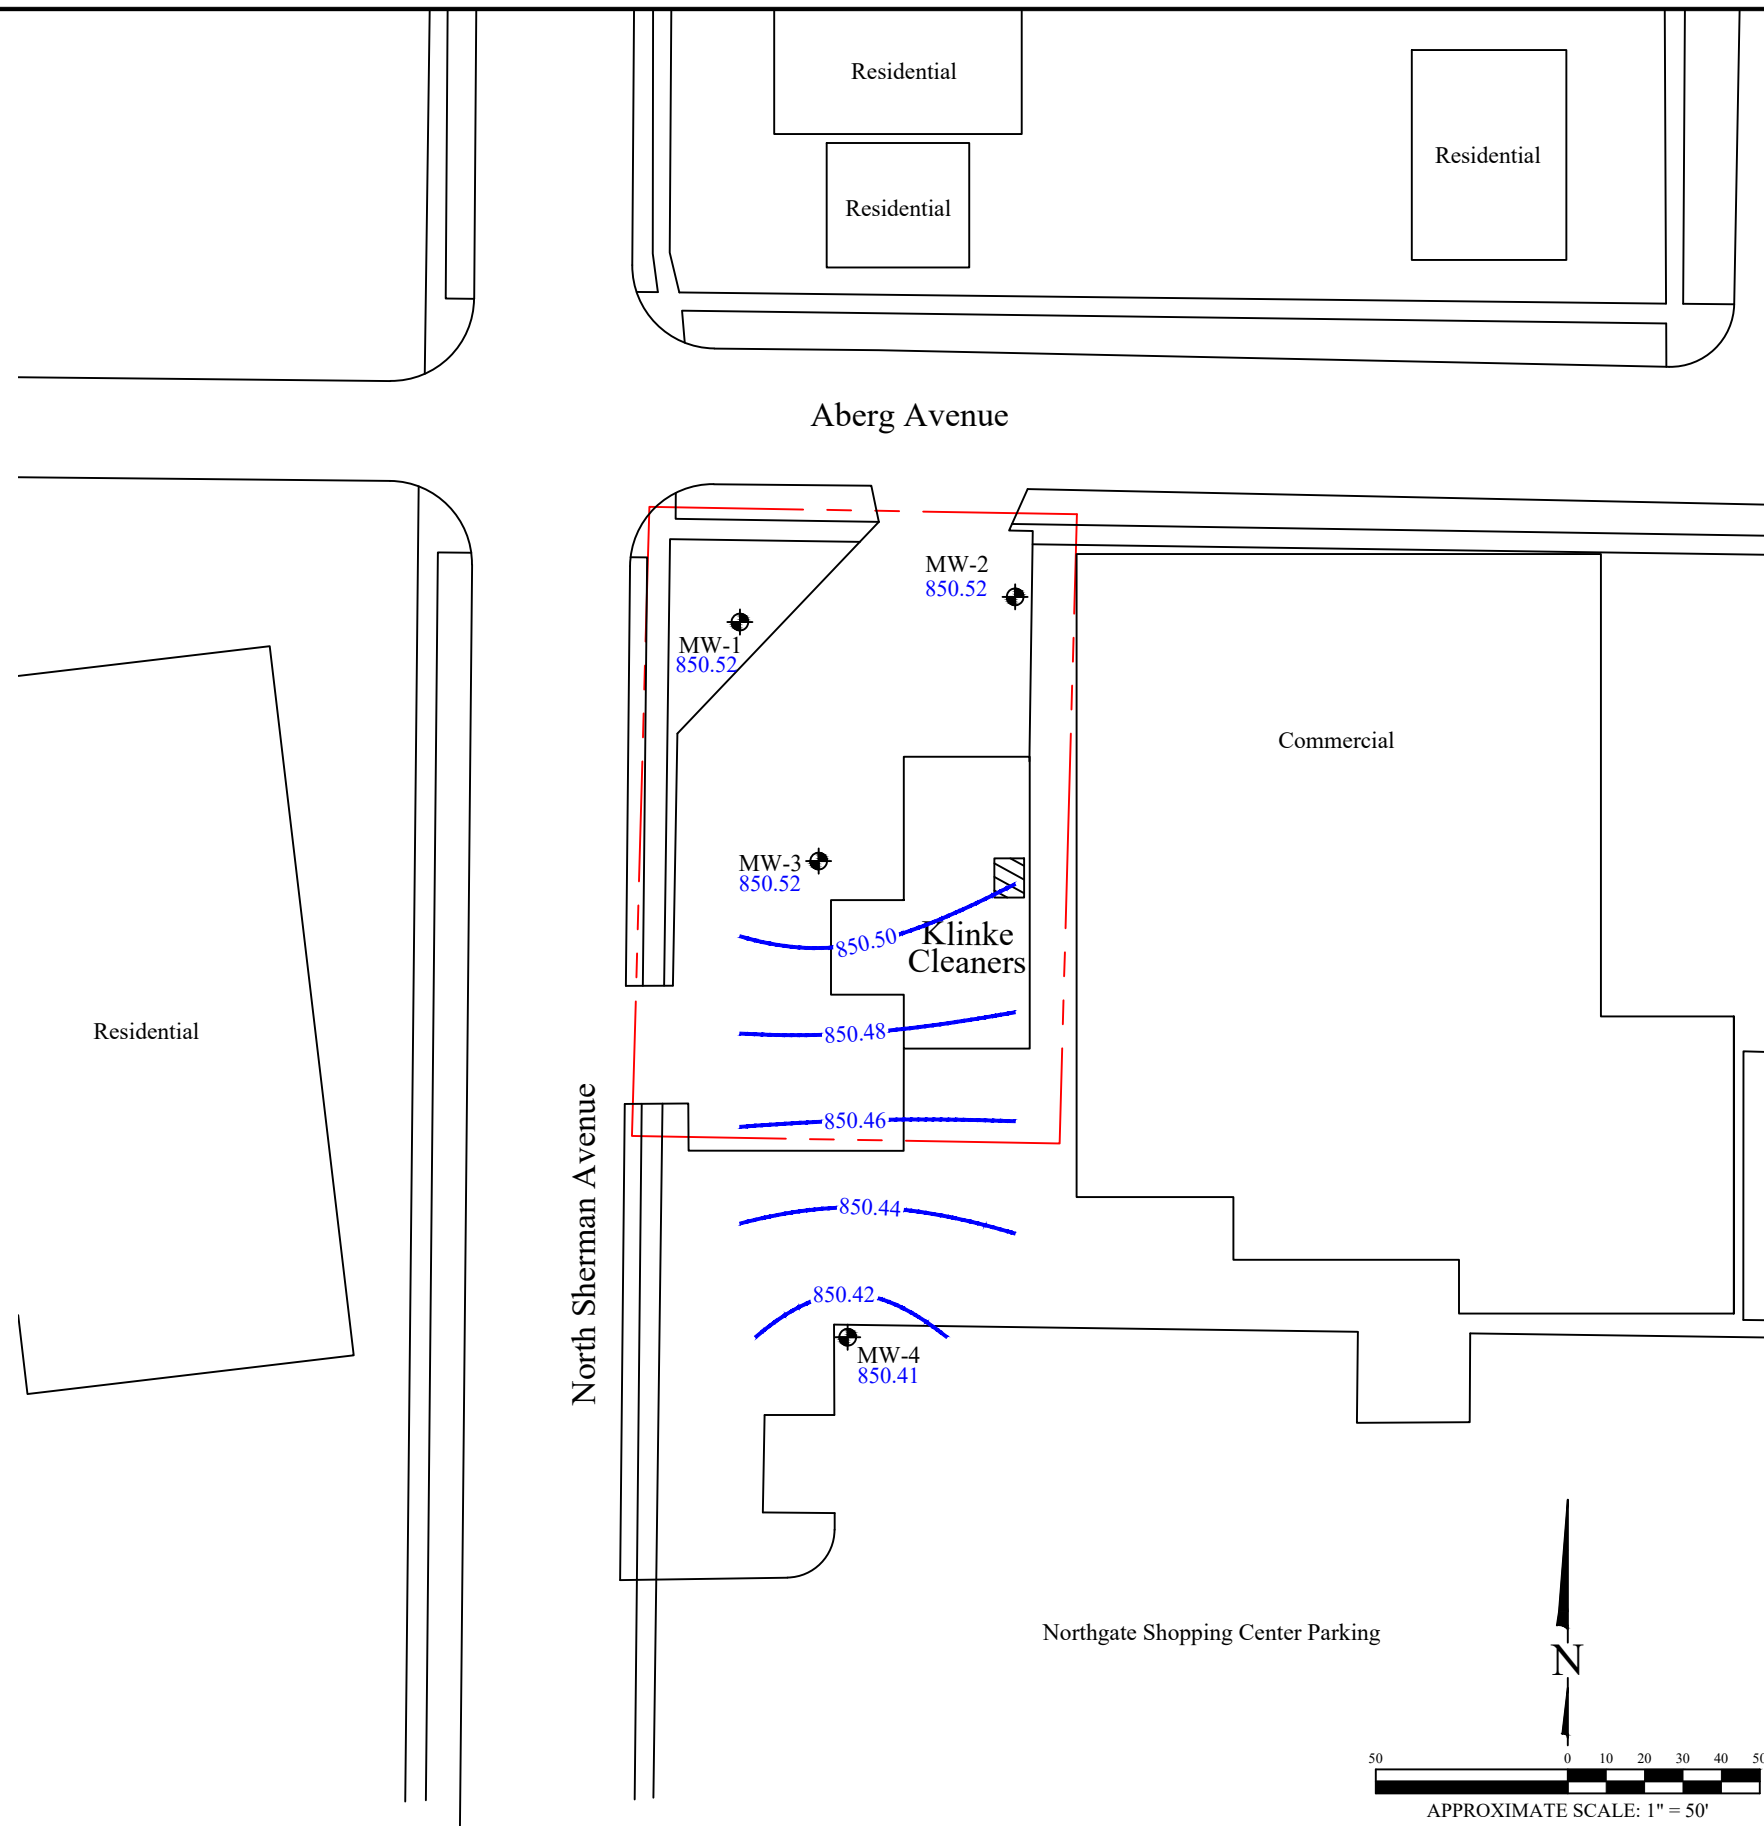 Residential
Residential
Residential
Aberg Avenue
MW-2
850.52
MW-1
850.52
Commercial
MW-3
850.52
850.50
Klinke
Cleaners
Residential
850.48
850.46
North Sherman Avenue
850.44
850.42
MW-4
850.41
Northgate Shopping Center Parking
N
50 0 10 20 30 40 50
APPROXIMATE SCALE: 1" = 50'